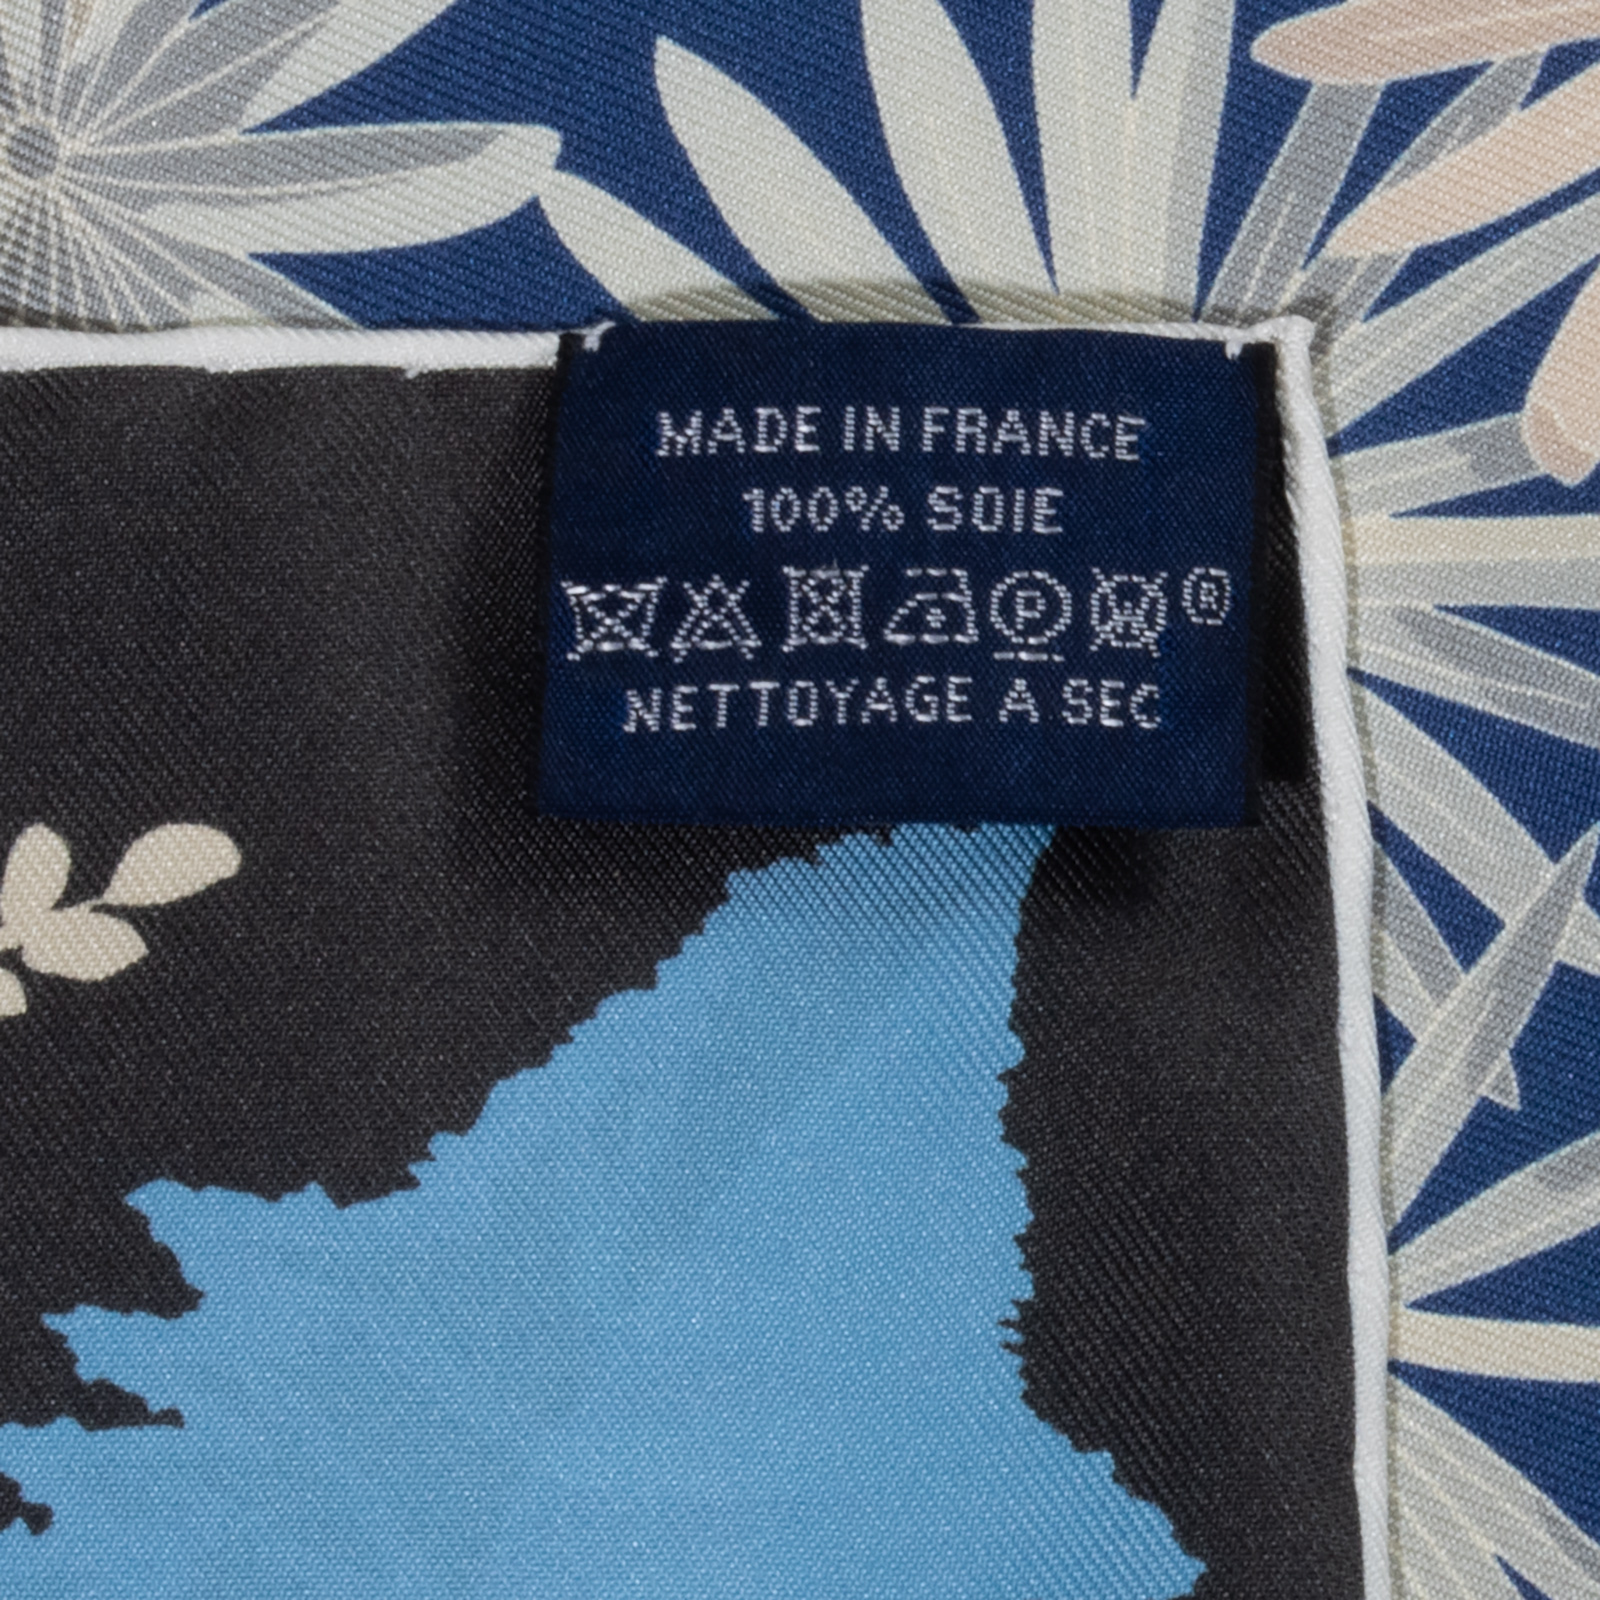 MADE IN FRANCE
100% SOIE
P W ®
NETTOYAGE A SEC